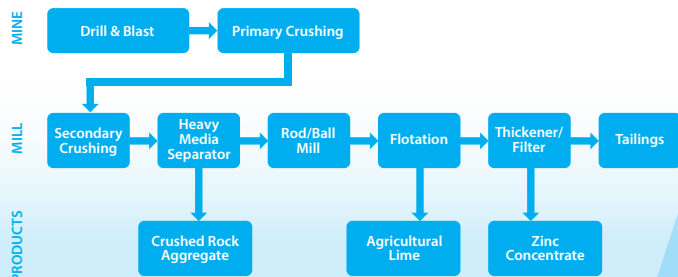 MINE
Drill & Blast
Primary Crushing
MILL
Secondary
Crushing
Heavy
Media
Separator
Rod/Ball
Mill
Flotation
Thickener/
Filter
Tailings
PRODUCTS
Crushed Rock
Aggregate
Agricultural
Lime
Zinc
Concentrate